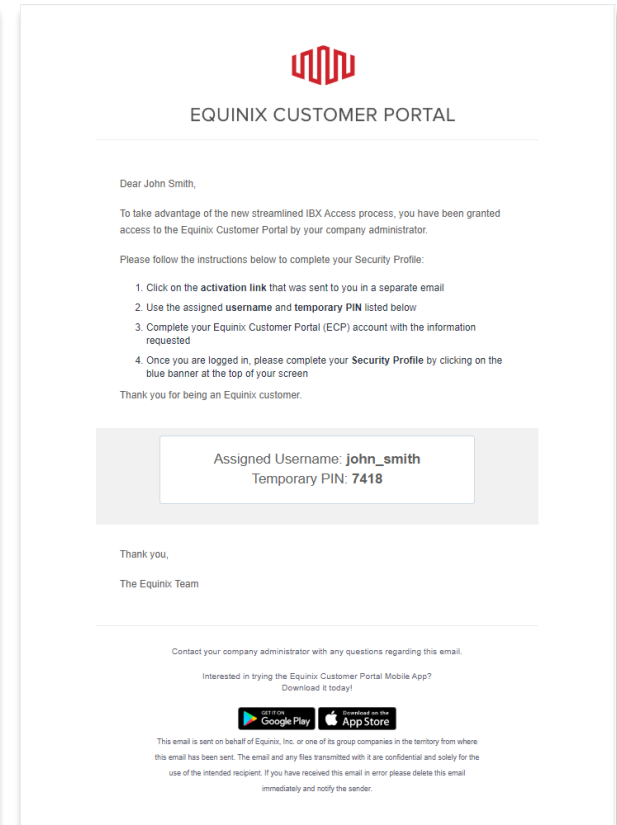 EQUINIX CUSTOMER PORTAL
Dear John Smith,
To take advantage of the new streamlined IBX Access process, you have been granted
access to the Equinix Customer Portal by your company administrator.
Please follow the instructions below to complete your Security Profile:
1. Click on the activation link that was sent to you in a separate email
2. Use the assigned username and temporary PIN listed below
3. Complete your Equinix Customer Portal (ECP) account with the information
requested
4. Once you are logged in, please complete your Security Profile by clicking on the
blue banner at the top of your screen
Thank you for being an Equinix customer.
Assigned Username: john_smith
Temporary PIN: 7418
Thank you,
The Equinix Team
Contact your company administrator with any questions regarding this email.
Interested in trying the Equinix Customer Portal Mobile App?
Download it today!
GET IT ON
Google Play
Download on the
App Store
This email is sent on behalf of Equinix, Inc. or one of its group companies in the territory from where
this email has been sent. The email and any files transmitted with it are confidential and solely for the
use of the intended recipient. If you have received this email in error please delete this email
immediately and notify the sender.